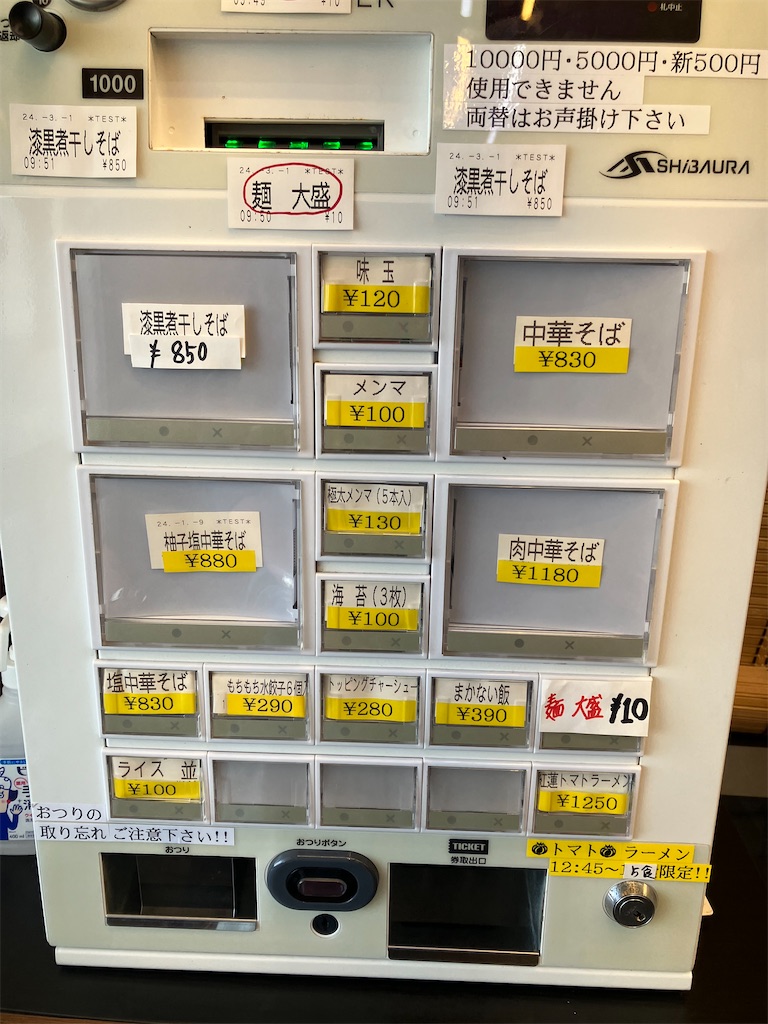 1000
10000円・5000円・新500円
使用できません
両替はお声掛け下さい
24.-3.-1 *TEST*
漆黒煮干しそば
09:51 ¥850
麺 大盛
09:50 ¥10
24.-3.-1 *TEST*
漆黒煮干しそば
09:51 ¥850
SHiBAURA
札中止
漆黒煮干しそば
¥850
味玉
¥120
中華そば
¥830
メンマ
¥100
24.-1.-9 *TEST*
柚子塩中華そば
¥880
極太メンマ(5本入)
¥130
肉中華そば
¥1180
海苔(3枚)
¥100
塩中華そば
¥830
もちもち水餃子6個
¥290
トッピングチャーシュー
¥280
まかない飯
¥390
麺 大盛 ¥10
ライス 並
¥100
紅蓮トマトラーメン
¥1250
おつりの
取り忘れ ご注意下さい!!
おつり
おつりボタン
TICKET
券取出口
トマト ラーメン
12:45~ 5食限定!!